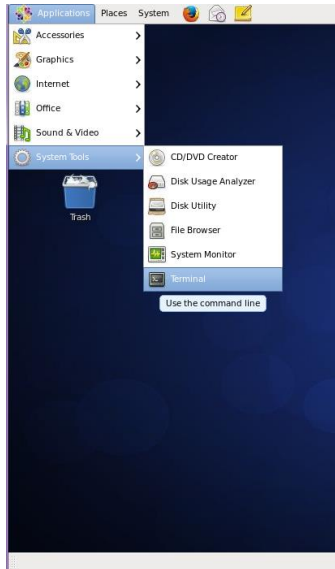 Applications Places System
Accessories
Graphics
Internet
Office
Sound & Video
System Tools
CD/DVD Creator
Disk Usage Analyzer
Disk Utility
File Browser
System Monitor
Terminal
Use the command line
Trash